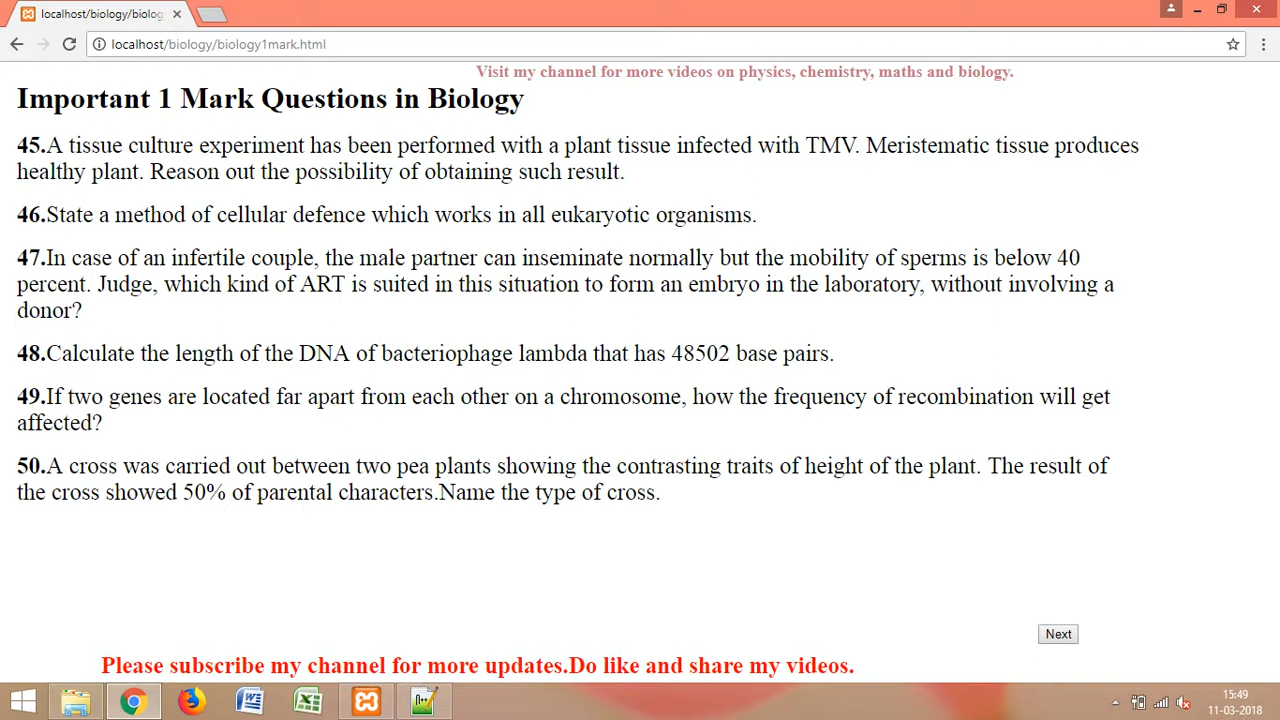 localhost/biology/biolog
localhost/biology/biology1mark.html
Visit my channel for more videos on physics, chemistry, maths and biology.
Important 1 Mark Questions in Biology
45.A tissue culture experiment has been performed with a plant tissue infected with TMV. Meristematic tissue produces
healthy plant. Reason out the possibility of obtaining such result.
46.State a method of cellular defence which works in all eukaryotic organisms.
47.In case of an infertile couple, the male partner can inseminate normally but the mobility of sperms is below 40
percent. Judge, which kind of ART is suited in this situation to form an embryo in the laboratory, without involving a
donor?
48.Calculate the length of the DNA of bacteriophage lambda that has 48502 base pairs.
49.If two genes are located far apart from each other on a chromosome, how the frequency of recombination will get
affected?
50.A cross was carried out between two pea plants showing the contrasting traits of height of the plant. The result of
the cross showed 50% of parental characters.Name the type of cross.
Next
Please subscribe my channel for more updates.Do like and share my videos.
15:49
11-03-2018